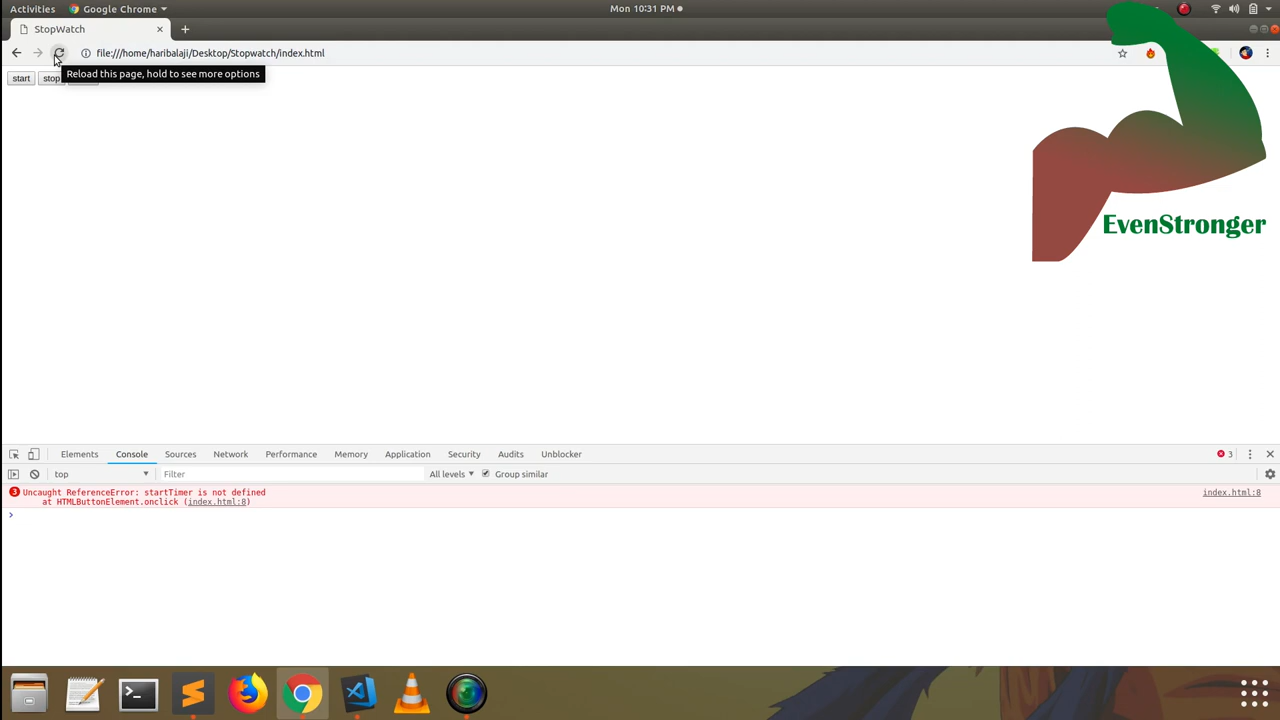 Activities
Google Chrome
Mon 10:31 PM
StopWatch
file:///home/haribalaji/Desktop/Stopwatch/index.html
Reload this page, hold to see more options
start
stop
EvenStronger
Elements
Console
Sources
Network
Performance
Memory
Application
Security
Audits
Unblocker
3
top
Filter
All levels
Group similar
3
Uncaught ReferenceError: startTimer is not defined
index.html:8
at HTMLButtonElement.onclick (index.html:8)